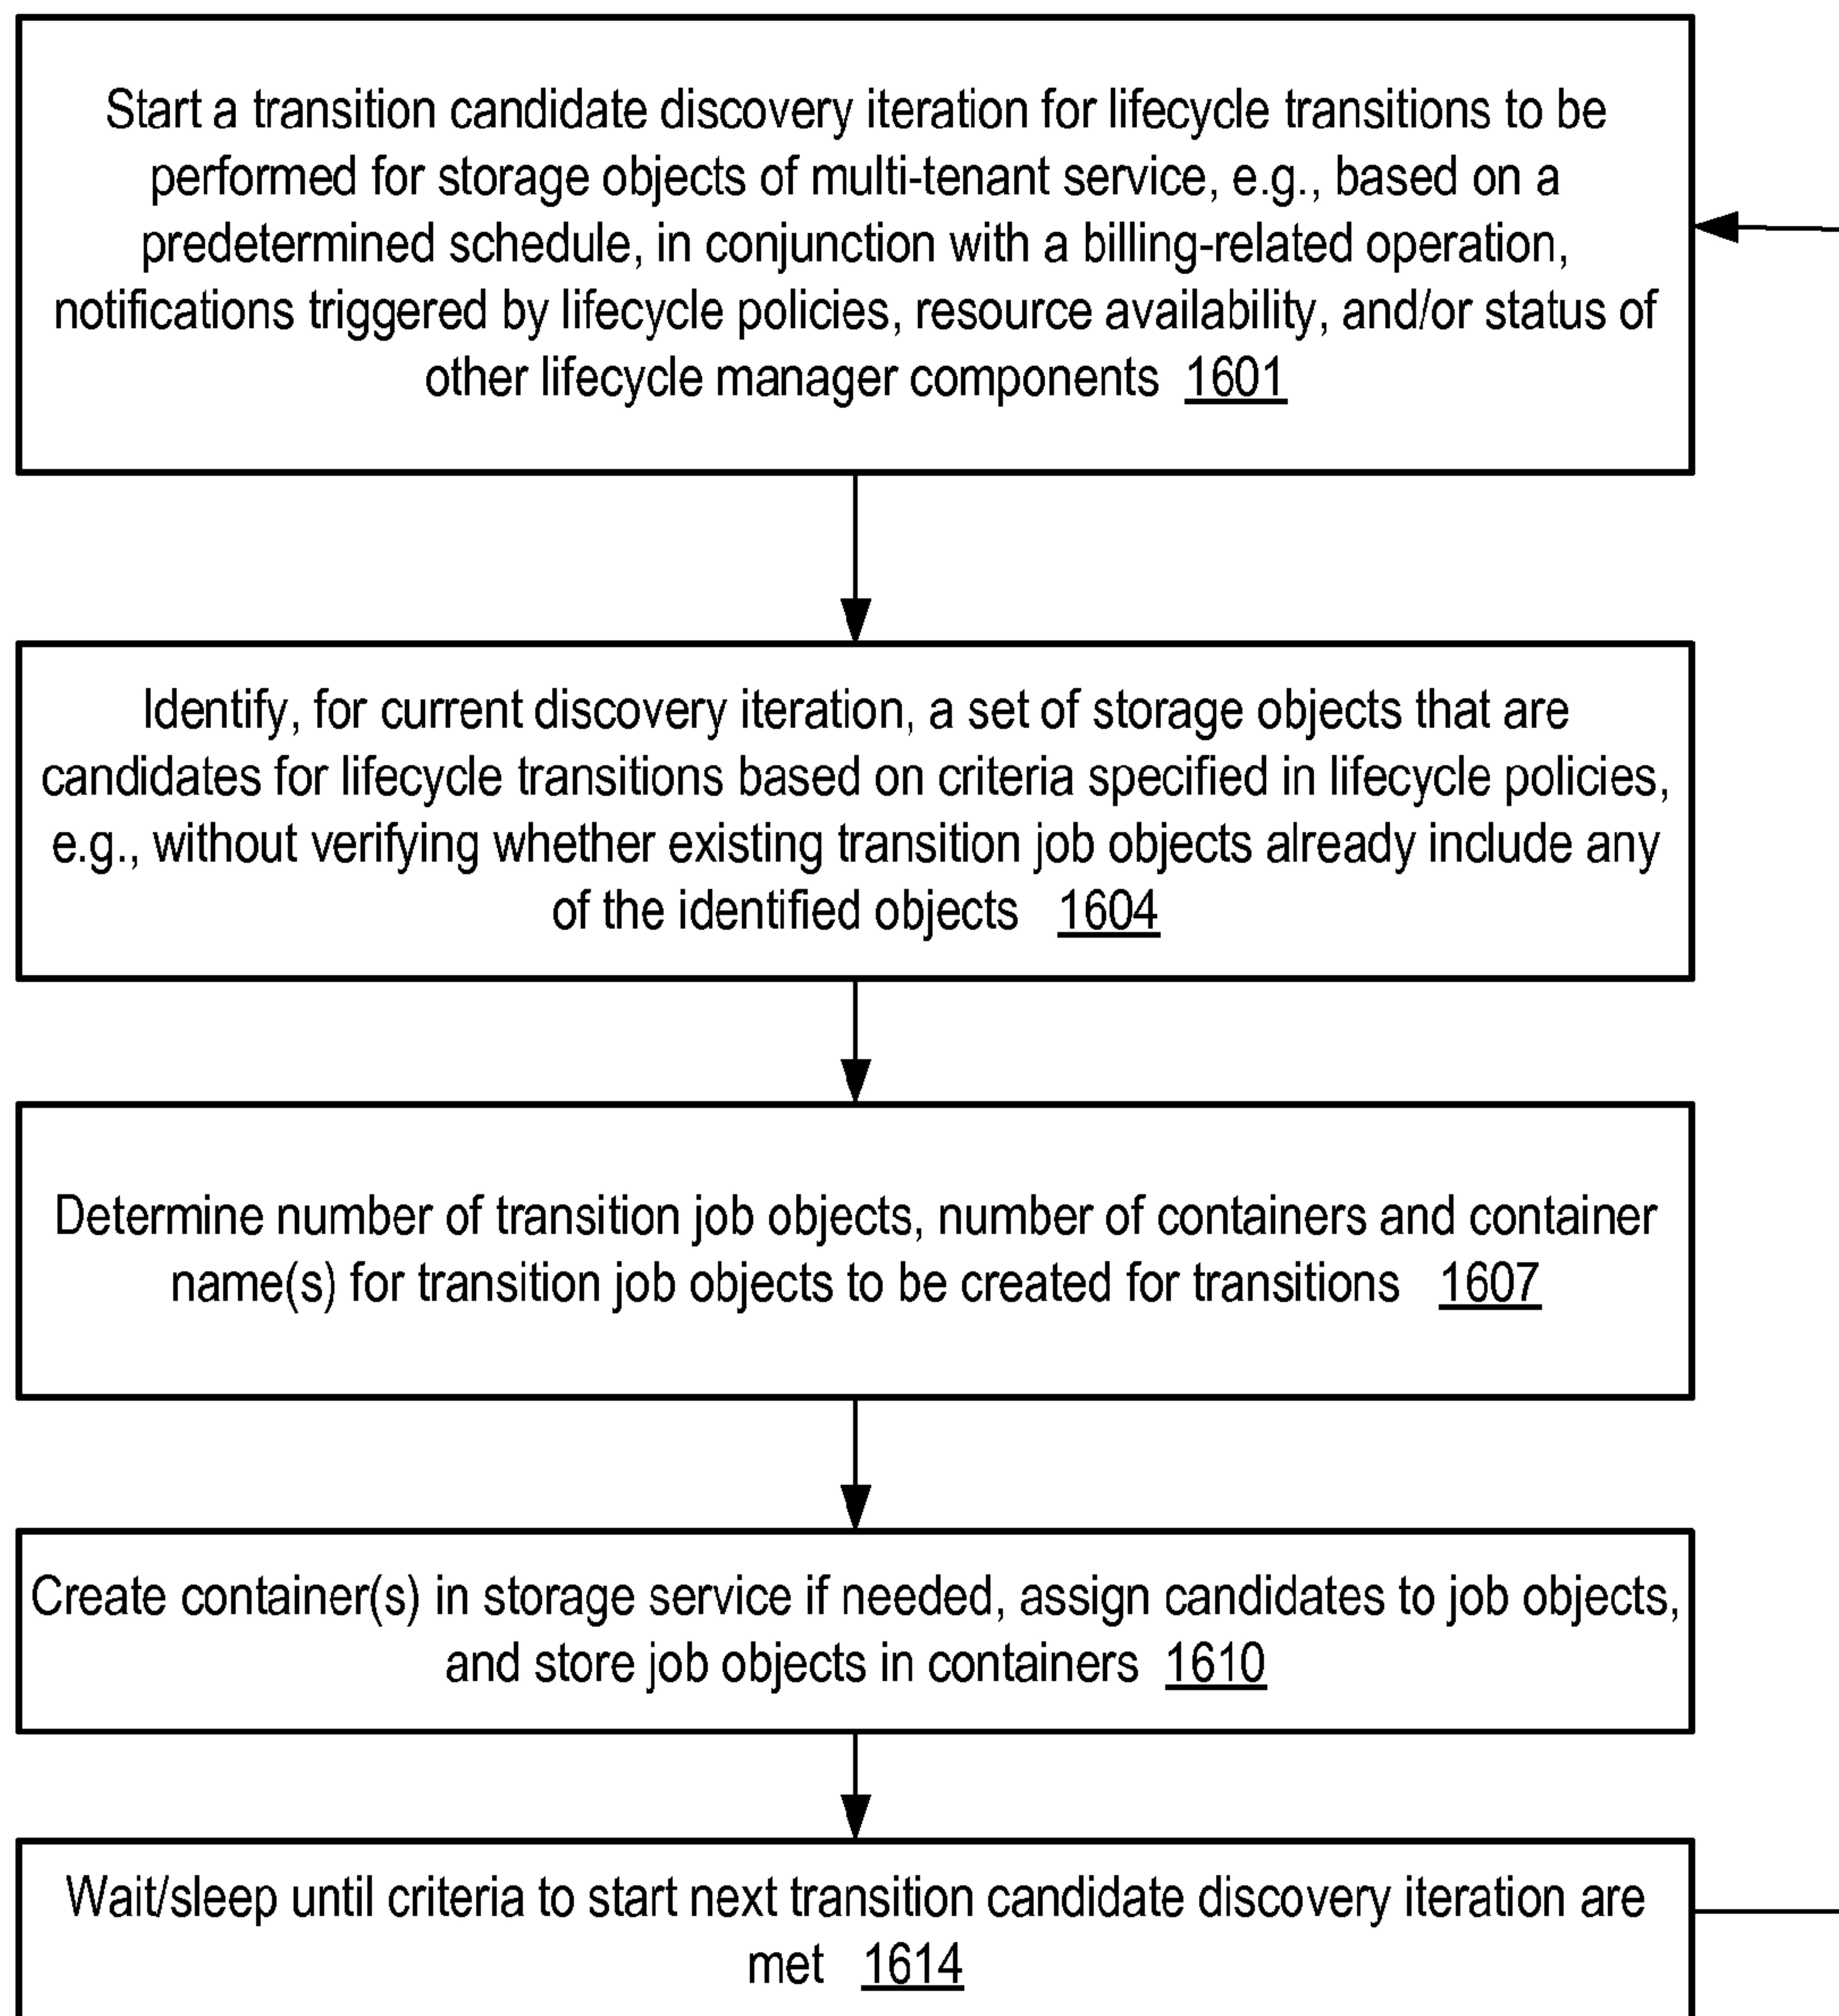 Start a transition candidate discovery iteration for lifecycle transitions to be
performed for storage objects of multi-tenant service, e.g., based on a
predetermined schedule, in conjunction with a billing-related operation,
notifications triggered by lifecycle policies, resource availability, and/or status of
other lifecycle manager components 1601
Identify, for current discovery iteration, a set of storage objects that are
candidates for lifecycle transitions based on criteria specified in lifecycle policies,
e.g., without verifying whether existing transition job objects already include any
of the identified objects 1604
Determine number of transition job objects, number of containers and container
name(s) for transition job objects to be created for transitions 1607
Create container(s) in storage service if needed, assign candidates to job objects,
and store job objects in containers 1610
Wait/sleep until criteria to start next transition candidate discovery iteration are
met 1614